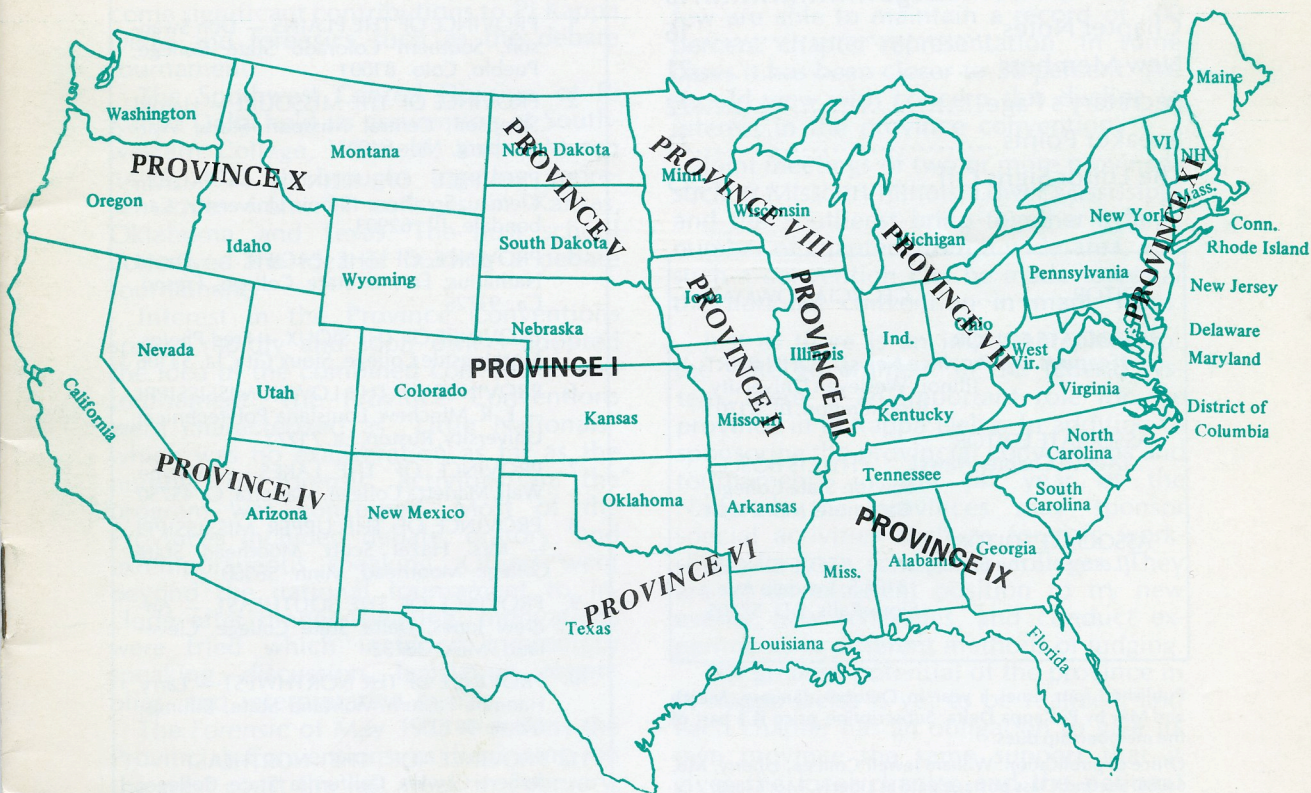 Maine
Washington
VI
NH
Montana
North Dakota
PROVINCE X
PROVINCE V
PROVINCE VIII
Minn.
Mass.
Oregon
Wisconsin
New York
Conn.
Rhode Island
PROVINCE XI
Idaho
South Dakota
Michigan
Wyoming
Pennsylvania
New Jersey
Iowa
PROVINCE VII
Nebraska
Ohio
Delaware
Nevada
PROVINCE II
PROVINCE III
Illinois
Ind.
West
Vir.
Maryland
PROVINCE I
Utah
Colorado
Virginia
California
Kansas
Missouri
Kentucky
District of
Columbia
North
Carolina
PROVINCE IV
Tennessee
Arizona
New Mexico
Oklahoma
Arkansas
South
Carolina
PROVINCE IX
Georgia
Alabama
Miss.
PROVINCE VI
Texas
Louisiana
Florida